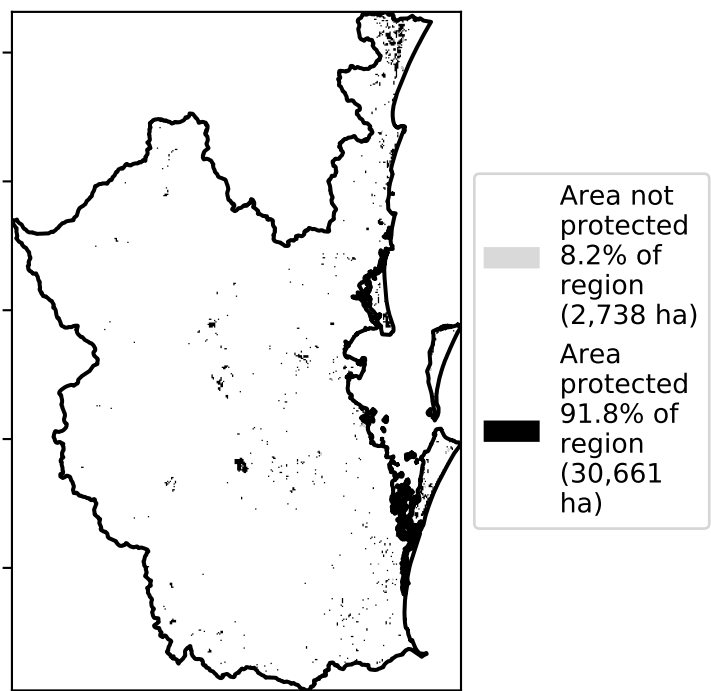 Area not
protected
8.2% of
region
(2,738 ha)
Area
protected
91.8% of
region
(30,661
ha)